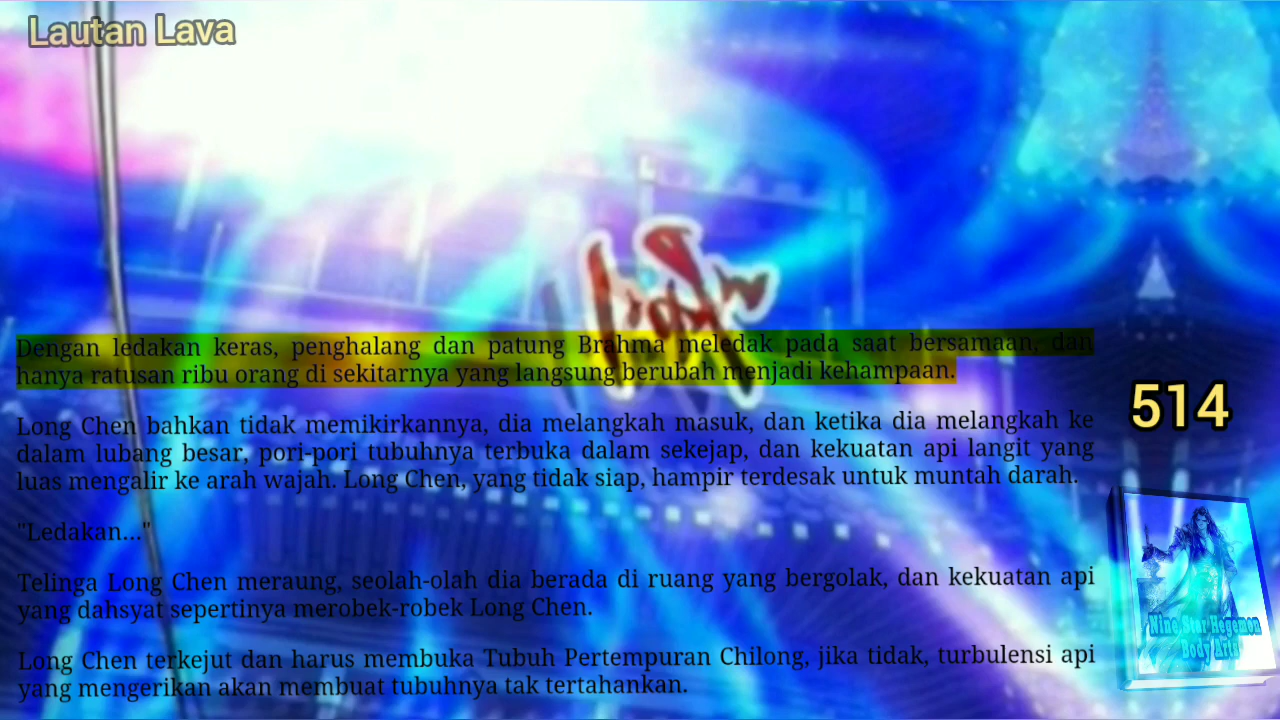 Lautan Lava
Dengan ledakan keras, penghalang dan patung Brahma meledak pada saat bersamaan, dan
hanya ratusan ribu orang di sekitarnya yang langsung berubah menjadi kehampaan.
Long Chen bahkan tidak memikirkannya, dia melangkah masuk, dan ketika dia melangkah ke
dalam lubang besar, pori-pori tubuhnya terbuka dalam sekejap, dan kekuatan api langit yang
luas mengalir ke arah wajah. Long Chen, yang tidak siap, hampir terdesak untuk muntah darah.
"Ledakan..."
Telinga Long Chen meraung, seolah-olah dia berada di ruang yang bergolak, dan kekuatan api
yang dahsyat sepertinya merobek-robek Long Chen.
Long Chen terkejut dan harus membuka Tubuh Pertempuran Chilong, jika tidak, turbulensi api
yang mengerikan akan membuat tubuhnya tak tertahankan.
514
Nine Star Hegemon
Body Arts